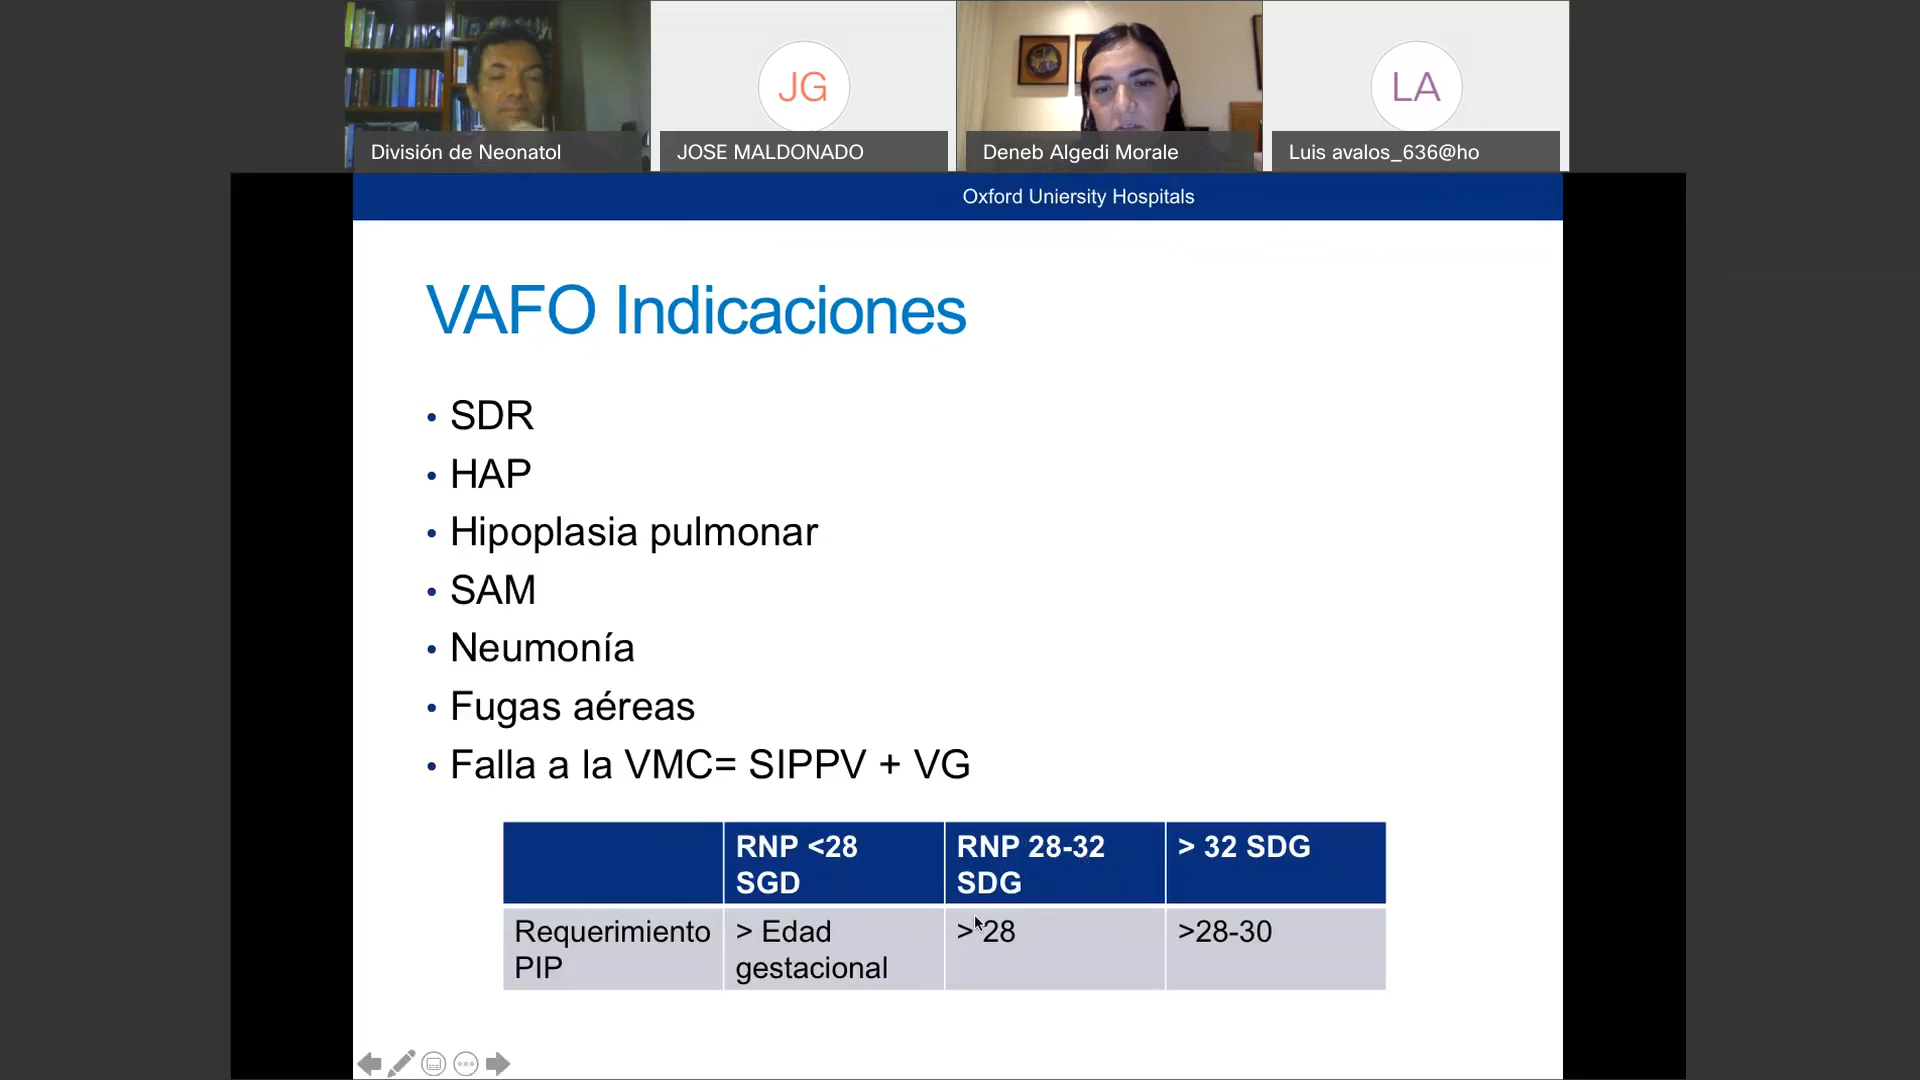 JG
LA
División de Neonatol
JOSE MALDONADO
Deneb Algedi Morale
Luis avalos_636@ho
Oxford Uniersity Hospitals
VAFO Indicaciones
• SDR
• HAP
• Hipoplasia pulmonar
• SAM
• Neumonía
• Fugas aéreas
• Falla a la VMC= SIPPV + VG
RNP <28
SGD
RNP 28-32
SDG
> 32 SDG
Requerimiento
PIP
> Edad
gestacional
> 28
>28-30